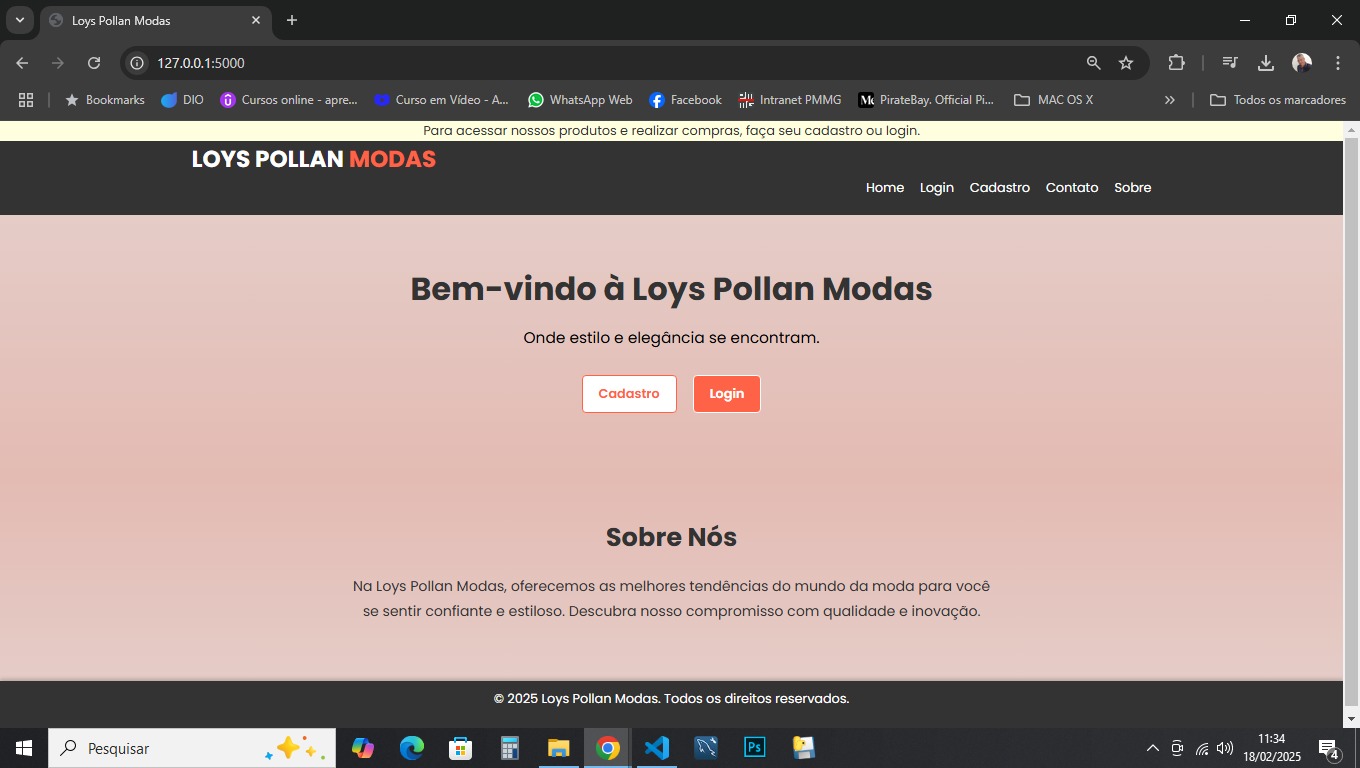 Loys Pollan Modas
127.0.0.1:5000
Bookmarks DIO Cursos online - apre... Curso em Vídeo - A... WhatsApp Web Facebook Intranet PMMG PirateBay. Official Pi... MAC OS X Todos os marcadores
Para acessar nossos produtos e realizar compras, faça seu cadastro ou login.
LOYS POLLAN MODAS
Home Login Cadastro Contato Sobre
Bem-vindo à Loys Pollan Modas
Onde estilo e elegância se encontram.
Cadastro Login
Sobre Nós
Na Loys Pollan Modas, oferecemos as melhores tendências do mundo da moda para você
se sentir confiante e estiloso. Descubra nosso compromisso com qualidade e inovação.
© 2025 Loys Pollan Modas. Todos os direitos reservados.
Pesquisar
Ps
11:34
18/02/2025
4